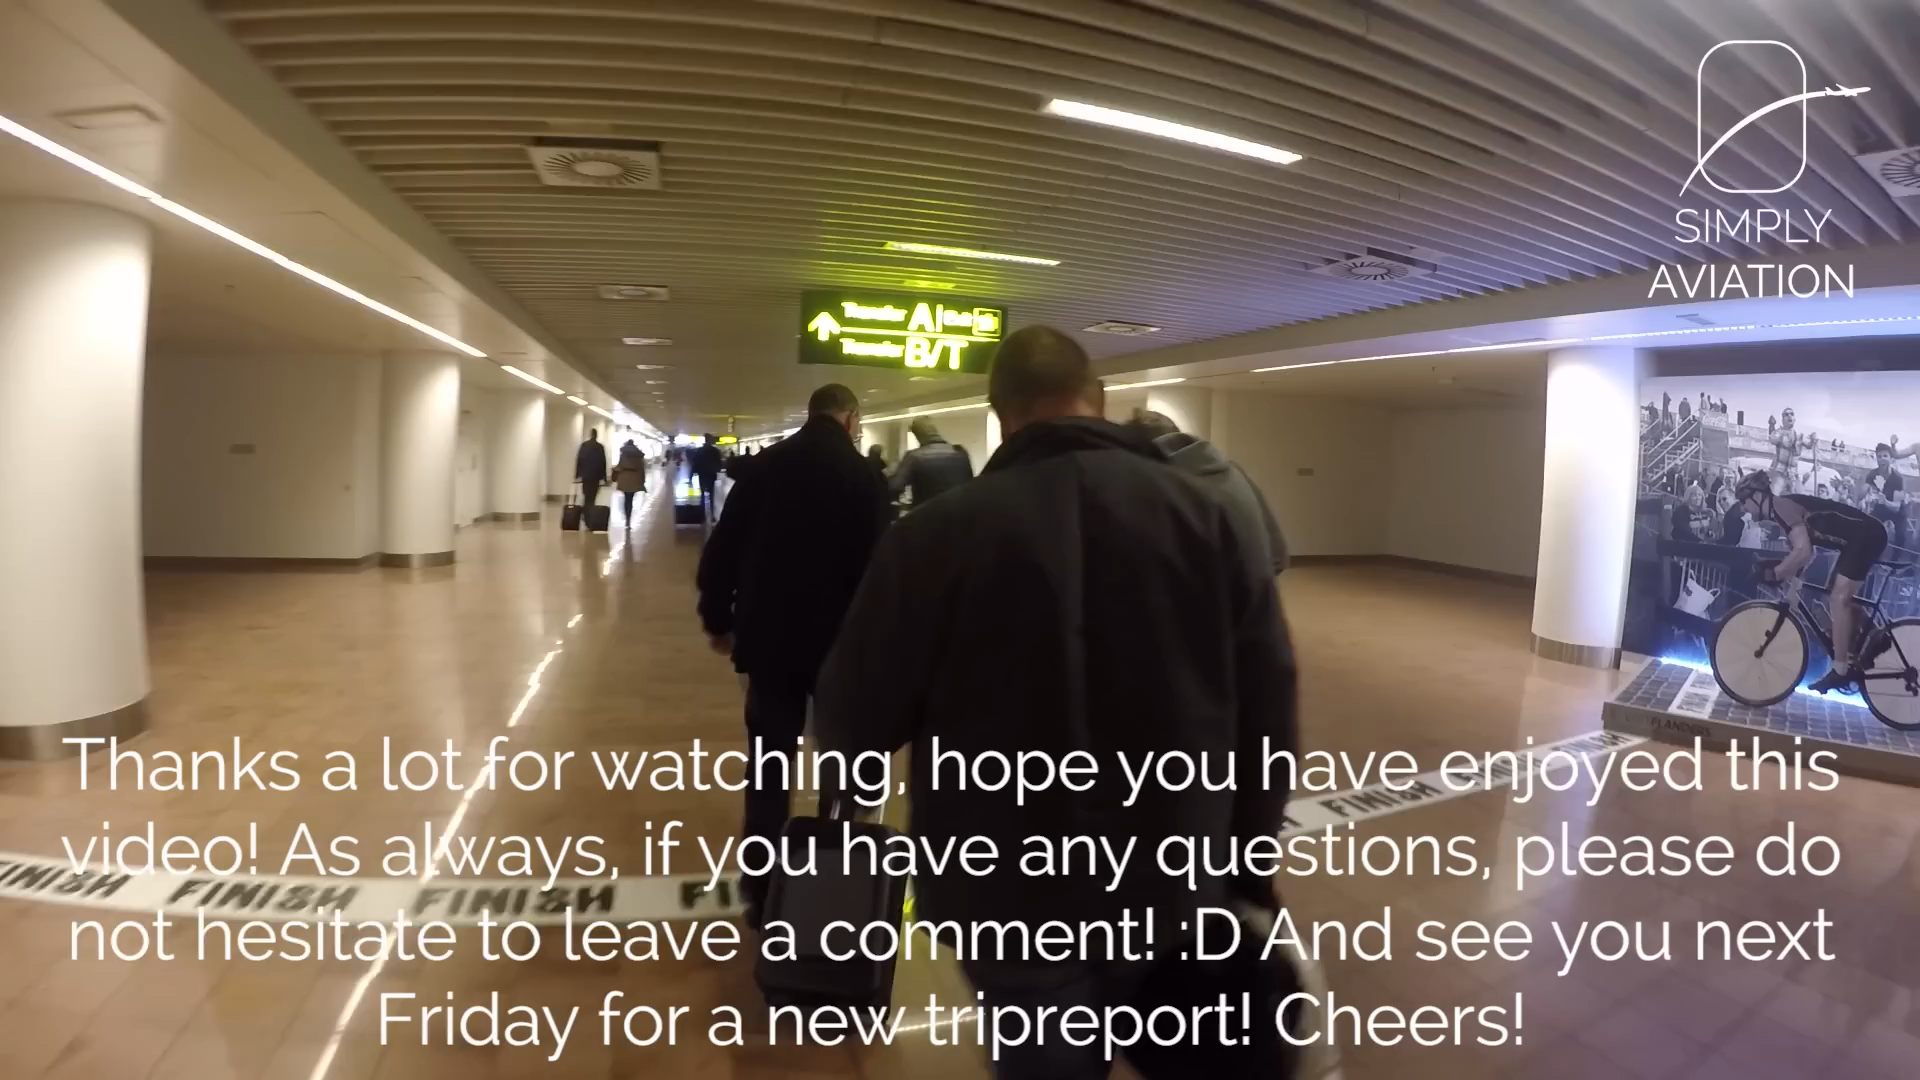 SIMPLY
AVIATION
Transfer A Exit
Transfer B/T
FLANDERS
FINISH
FINISH FINISH FINISH
Thanks a lot for watching, hope you have enjoyed this
video! As always, if you have any questions, please do
not hesitate to leave a comment! :D And see you next
Friday for a new tripreport! Cheers!